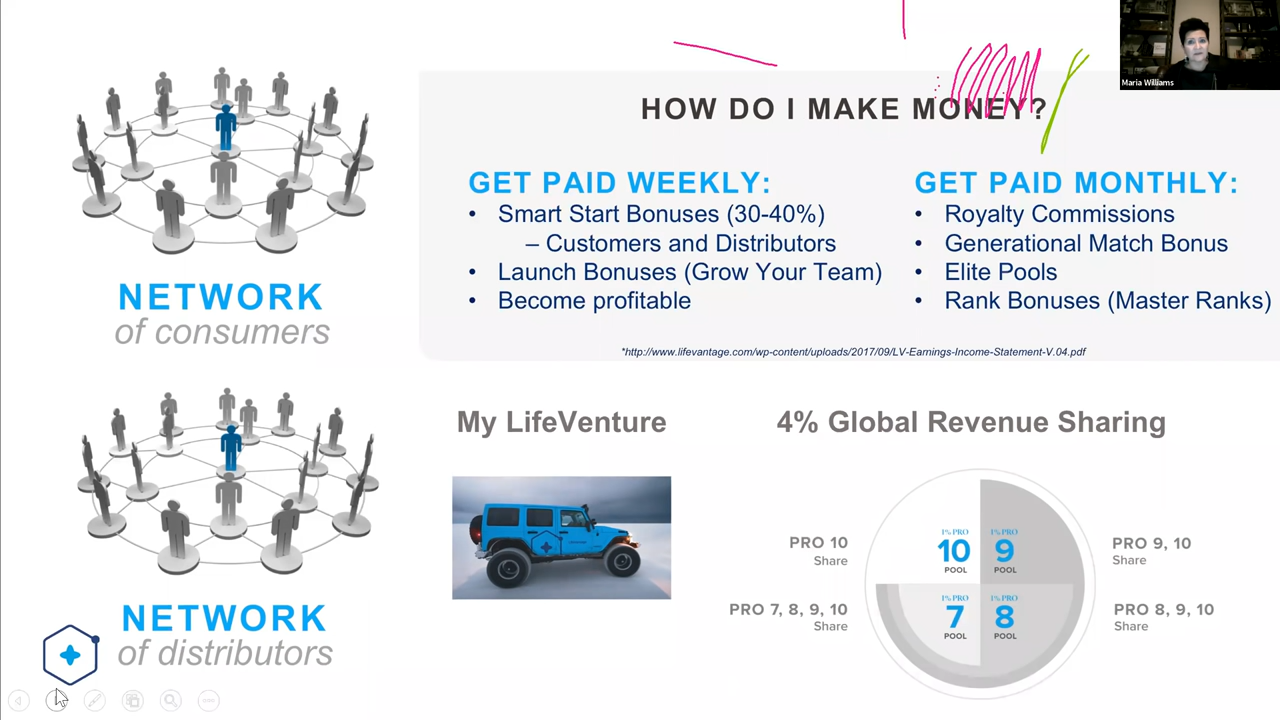 Maria Williams
HOW DO I MAKE MONEY?
GET PAID WEEKLY:
• Smart Start Bonuses (30-40%)
– Customers and Distributors
• Launch Bonuses (Grow Your Team)
• Become profitable
GET PAID MONTHLY:
• Royalty Commissions
• Generational Match Bonus
• Elite Pools
• Rank Bonuses (Master Ranks)
*http://www.lifevantage.com/wp-content/uploads/2017/09/LV-Earnings-Income-Statement-V.04.pdf
NETWORK
of consumers
NETWORK
of distributors
My LifeVenture
4% Global Revenue Sharing
PRO 10
Share
1% PRO
10
POOL
1% PRO
9
POOL
PRO 9, 10
Share
PRO 7, 8, 9, 10
Share
1% PRO
7
POOL
1% PRO
8
POOL
PRO 8, 9, 10
Share